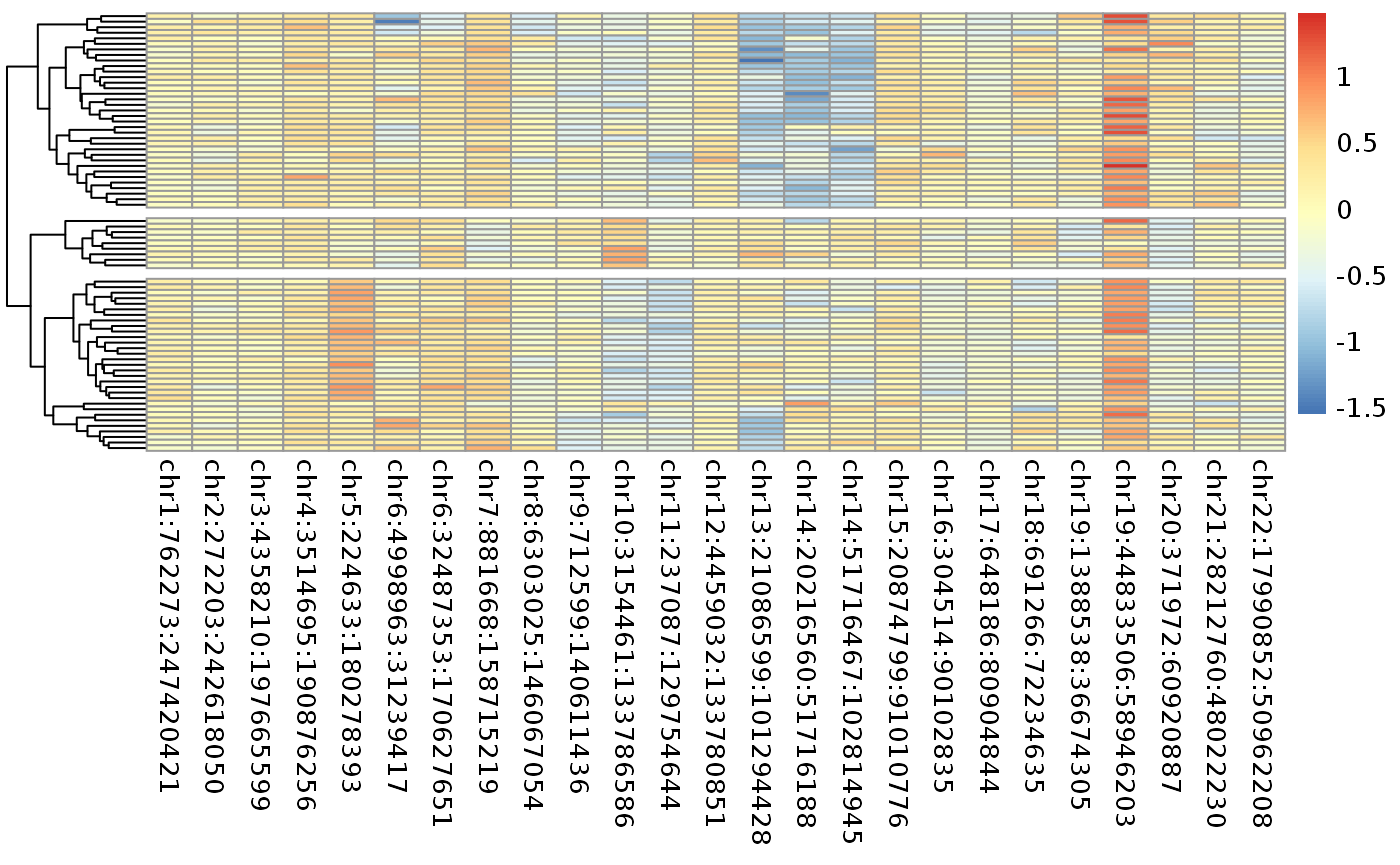 1
0.5
0
-0.5
-1
-1.5
chr1:762273:247420421
chr2:272203:242618050
chr3:4358210:197665599
chr4:3514695:190876256
chr5:224633:180278393
chr6:4998963:31239417
chr6:32487353:170627651
chr7:881668:158715219
chr8:6303025:146067054
chr9:712599:140611436
chr10:3154461:133786586
chr11:237087:129754644
chr12:4459032:133780851
chr13:21086599:101294428
chr14:20216560:51716188
chr14:51716467:102814945
chr15:20874799:91010776
chr16:304514:90102835
chr17:648186:80904844
chr18:691266:72234635
chr19:1388538:36674305
chr19:44835506:58946203
chr20:371972:60920887
chr21:28212760:48022230
chr22:17990852:50962208